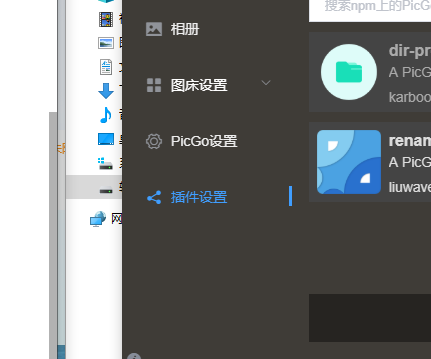 搜索npm上的PicG
相册
dir-pr
A PicG
karboo
图床设置
PicGo设置
renam
A PicG
liuwave
插件设置
网